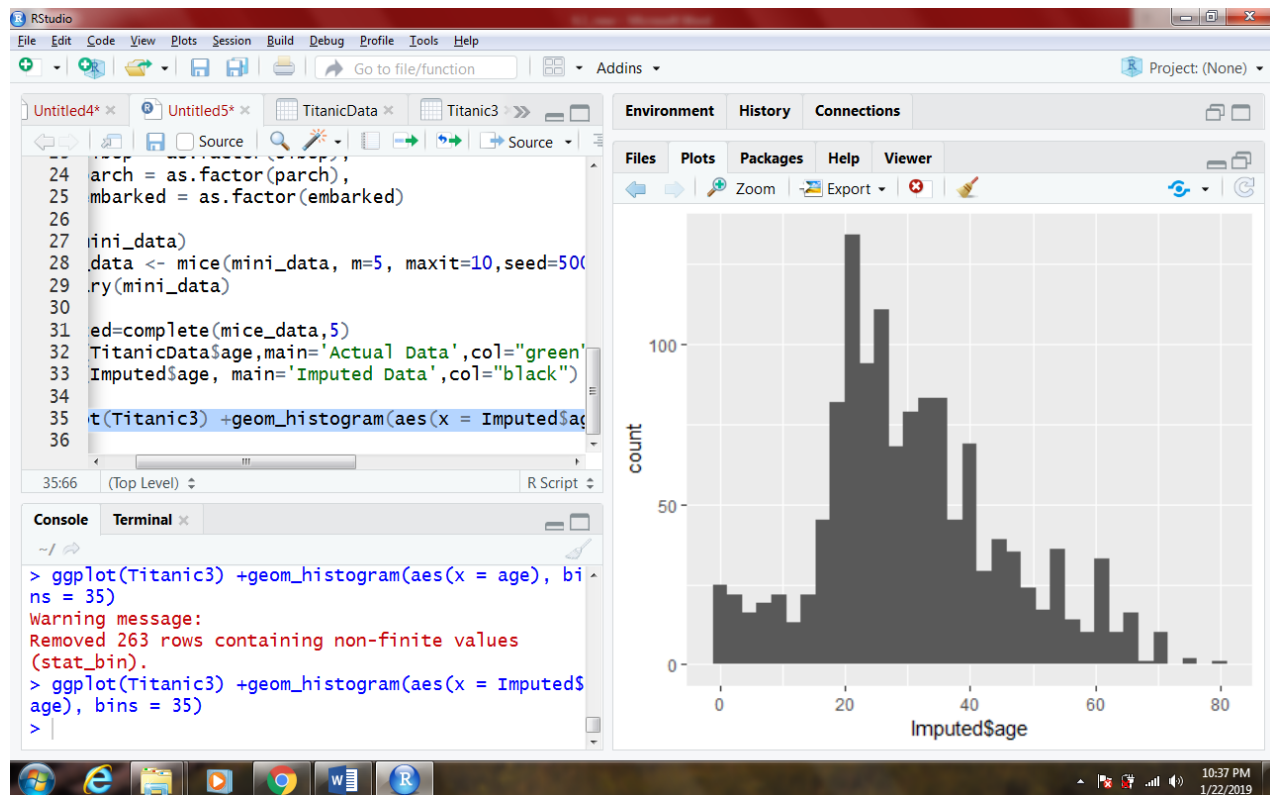 RStudio
File Edit Code View Plots Session Build Debug Profile Tools Help
Go to file/function
Addins
Project: (None)
Untitled4* Untitled5* TitanicData Titanic3
Source Source
24 arch = as.factor(parch),
25 mbarked = as.factor(embarked)
26
27 ini_data)
28 _data <- mice(mini_data, m=5, maxit=10,seed=500
29 ry(mini_data)
30
31 ed=complete(mice_data,5)
32 (TitanicData$age,main='Actual Data',col="green"
33 (Imputed$age, main='Imputed Data',col="black")
34
35 t(Titanic3) +geom_histogram(aes(x = Imputed$ag
36
35:66 (Top Level) R Script
Console Terminal
~/
> ggplot(Titanic3) +geom_histogram(aes(x = age), bi
ns = 35)
Warning message:
Removed 263 rows containing non-finite values
(stat_bin).
> ggplot(Titanic3) +geom_histogram(aes(x = Imputed$
age), bins = 35)
>
Environment History Connections
Files Plots Packages Help Viewer
Zoom Export
100
50
0
count
0 20 40 60 80
Imputed$age
10:37 PM
1/22/2019